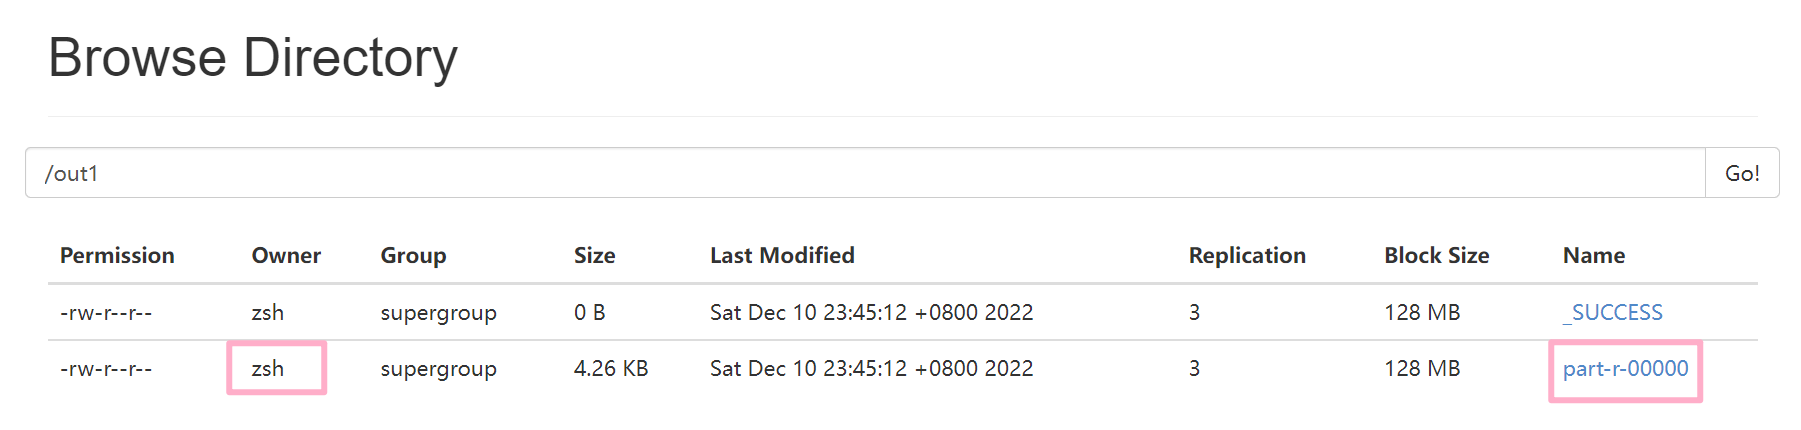 Browse Directory
/out1 Go!
Permission Owner Group Size Last Modified Replication Block Size Name
-rw-r--r-- zsh supergroup 0 B Sat Dec 10 23:45:12 +0800 2022 3 128 MB _SUCCESS
-rw-r--r-- zsh supergroup 4.26 KB Sat Dec 10 23:45:12 +0800 2022 3 128 MB part-r-00000